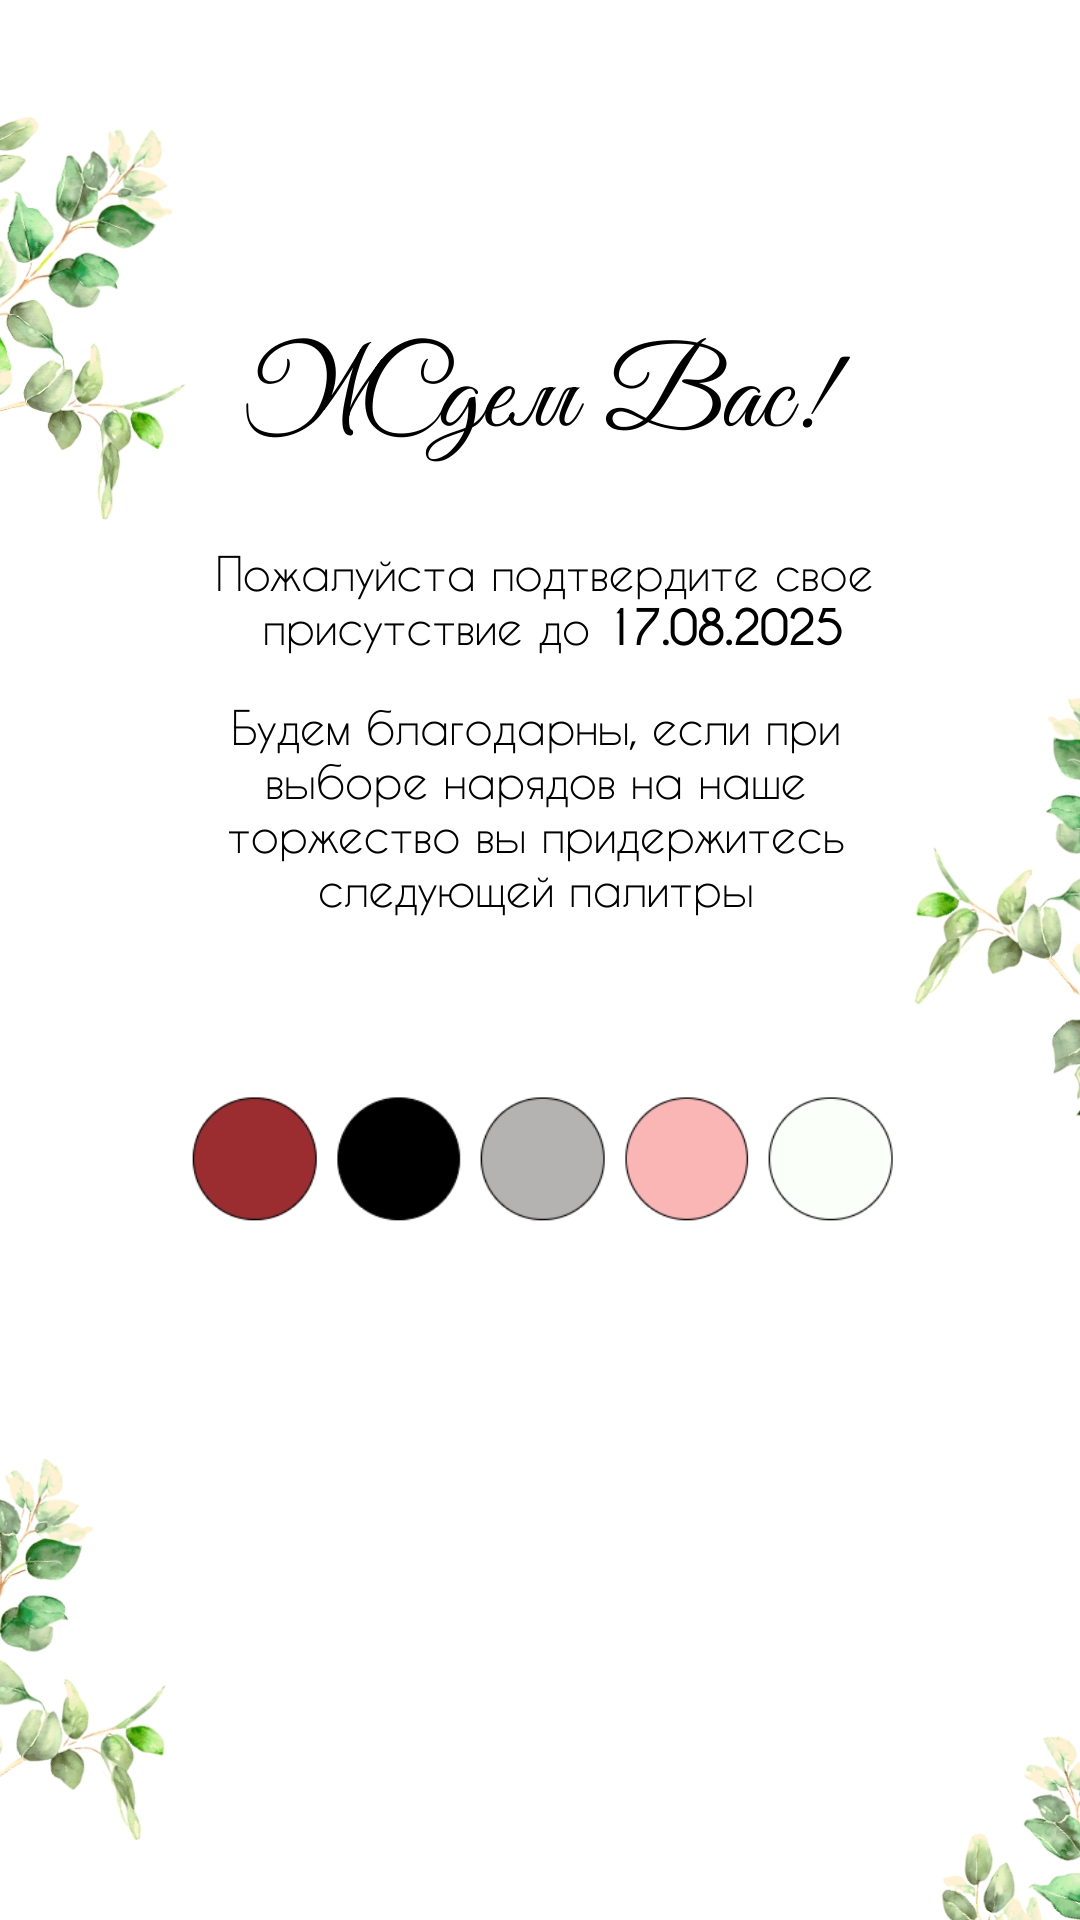 Ждем Вас!
Пожалуйста подтвердите свое
присутствие до 17.08.2025
Будем благодарны, если при
выборе нарядов на наше
торжество вы придержитесь
следующей палитры